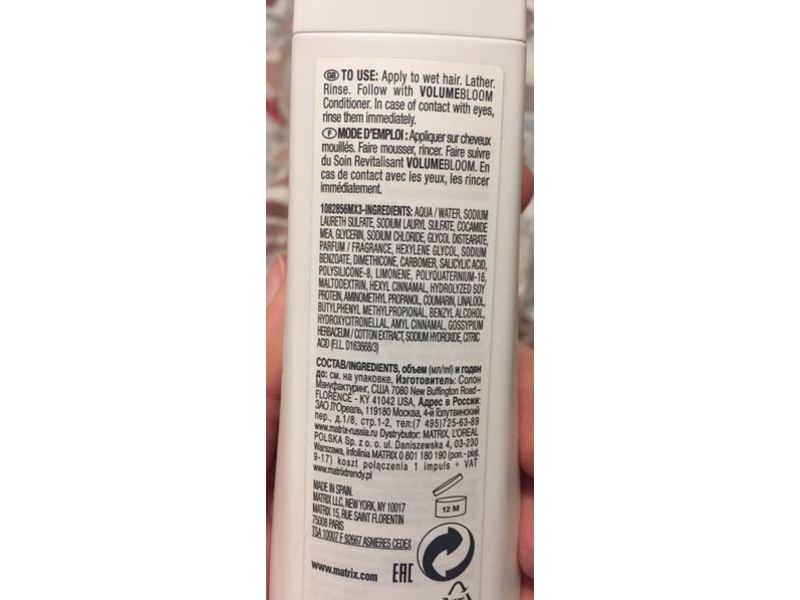 GB TO USE: Apply to wet hair. Lather.
Rinse. Follow with VOLUMEBLOOM
Conditioner. In case of contact with eyes,
rinse them immediately.
F MODE D'EMPLOI : Appliquer sur cheveux
mouillés. Faire mousser, rincer. Faire suivre
du Soin Revitalisant VOLUMEBLOOM. En
cas de contact avec les yeux, les rincer
immédiatement.
1082856MX3-INGREDIENTS: AQUA / WATER, SODIUM
LAURETH SULFATE, SODIUM LAURYL SULFATE, COCAMIDE
MEA, GLYCERIN, SODIUM CHLORIDE, GLYCOL DISTEARATE,
PARFUM / FRAGRANCE, HEXYLENE GLYCOL, SODIUM
BENZOATE, DIMETHICONE, CARBOMER, SALICYLIC ACID,
POLYSILICONE-8, LIMONENE, POLYQUATERNIUM-16,
MALTODEXTRIN, HEXYL CINNAMAL, HYDROLYZED SOY
PROTEIN, AMINOMETHYL PROPANOL, COUMARIN, LINALOOL,
BUTYLPHENYL METHYLPROPIONAL, BENZYL ALCOHOL,
HYDROXYCITRONELLAL, AMYL CINNAMAL, GOSSYPIUM
HERBACEUM / COTTON EXTRACT, SODIUM HYDROXIDE, CITRIC
ACID (F.I.L. D163668/3)
СОСТАВ/INGREDIENTS, объем (мл/ml) и годен
до: см. на упаковке, Изготовитель: Солон
Мануфактуринг, США 7080 New Buffington Road –
FLORENCE - KY 41042 USA, Адрес в России:
ЗАО Л'Ореаль, 119180 Москва, 4-й Голутвинский
пер., д.1/8, стр.1-2, тел.(7 495)725-63-89
www.matrix-russia.ru Dystrybutor: MATRIX, L'OREAL
POLSKA Sp. z o. o. ul. Daniszewska 4, 03-230
Warszawa, Infolinia MATRIX 0 801 180 190 (pon.- piąt.
9-17) koszt połączenia 1 impuls + VAT
www.matrixtrendy.pl
MADE IN SPAIN.
MATRIX LLC, NEW YORK, NY 10017
MATRIX 15, RUE SAINT FLORENTIN
75008 PARIS
TSA 10007 F 92667 ASNIERES CEDEX
12 M
www.matrix.com EAC